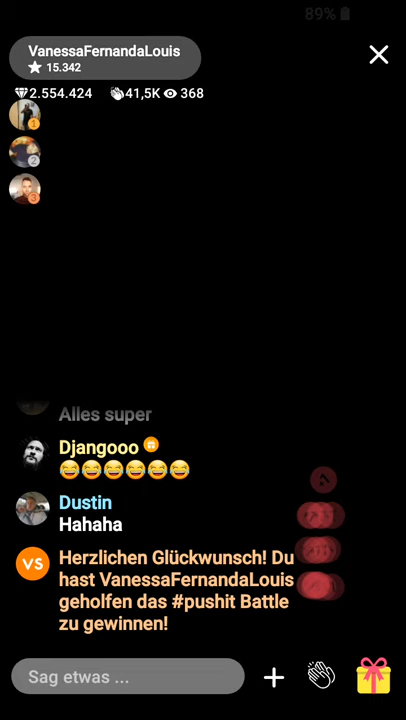 89%
VanessaFernandaLouis
15.342
2.554.424 41,5K 368
1
2
3
Alles super
Djangooo
😂😂😂😂😂😂
Dustin
Hahaha
VS
Herzlichen Glückwunsch! Du
hast VanessaFernandaLouis
geholfen das #pushit Battle
zu gewinnen!
Sag etwas ...